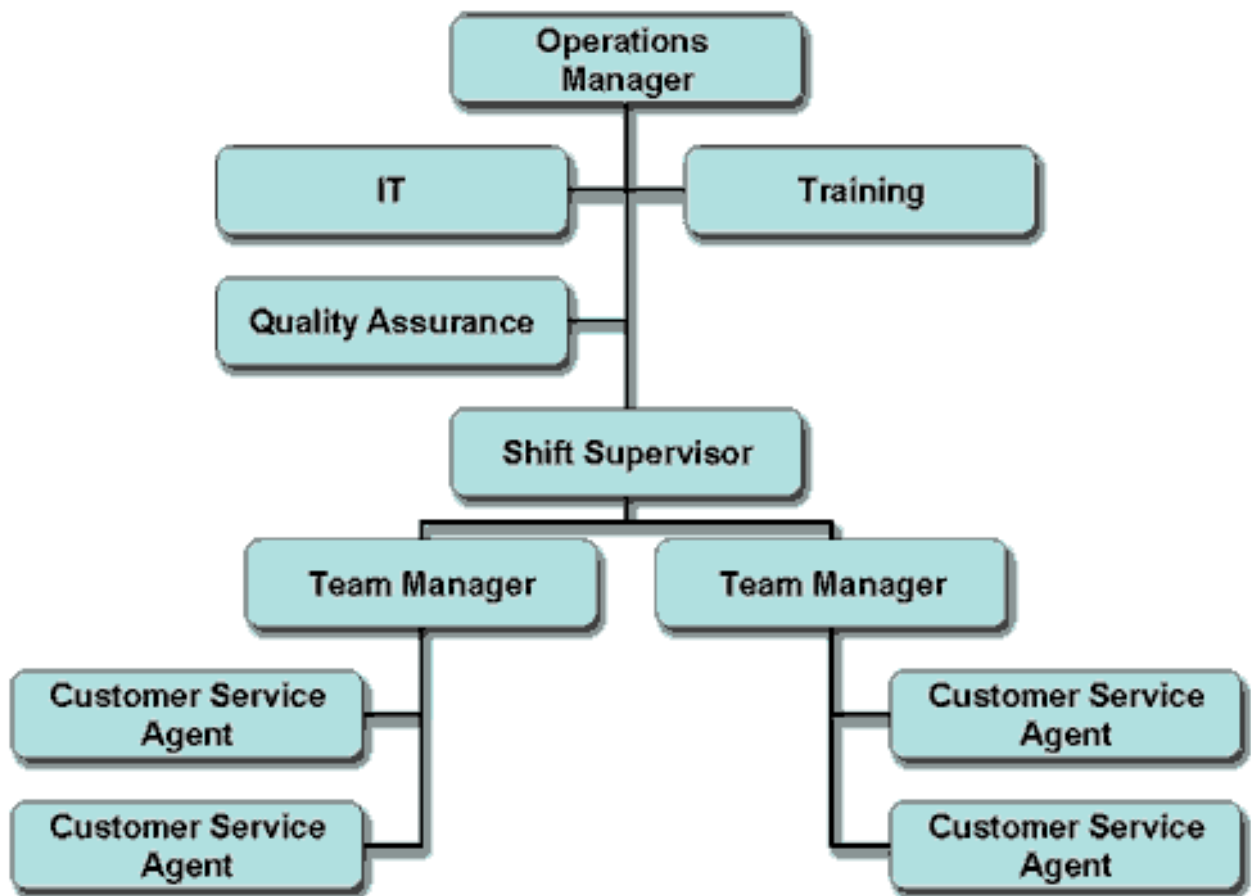 Operations
Manager
IT
Training
Quality Assurance
Shift Supervisor
Team Manager
Team Manager
Customer Service
Agent
Customer Service
Agent
Customer Service
Agent
Customer Service
Agent